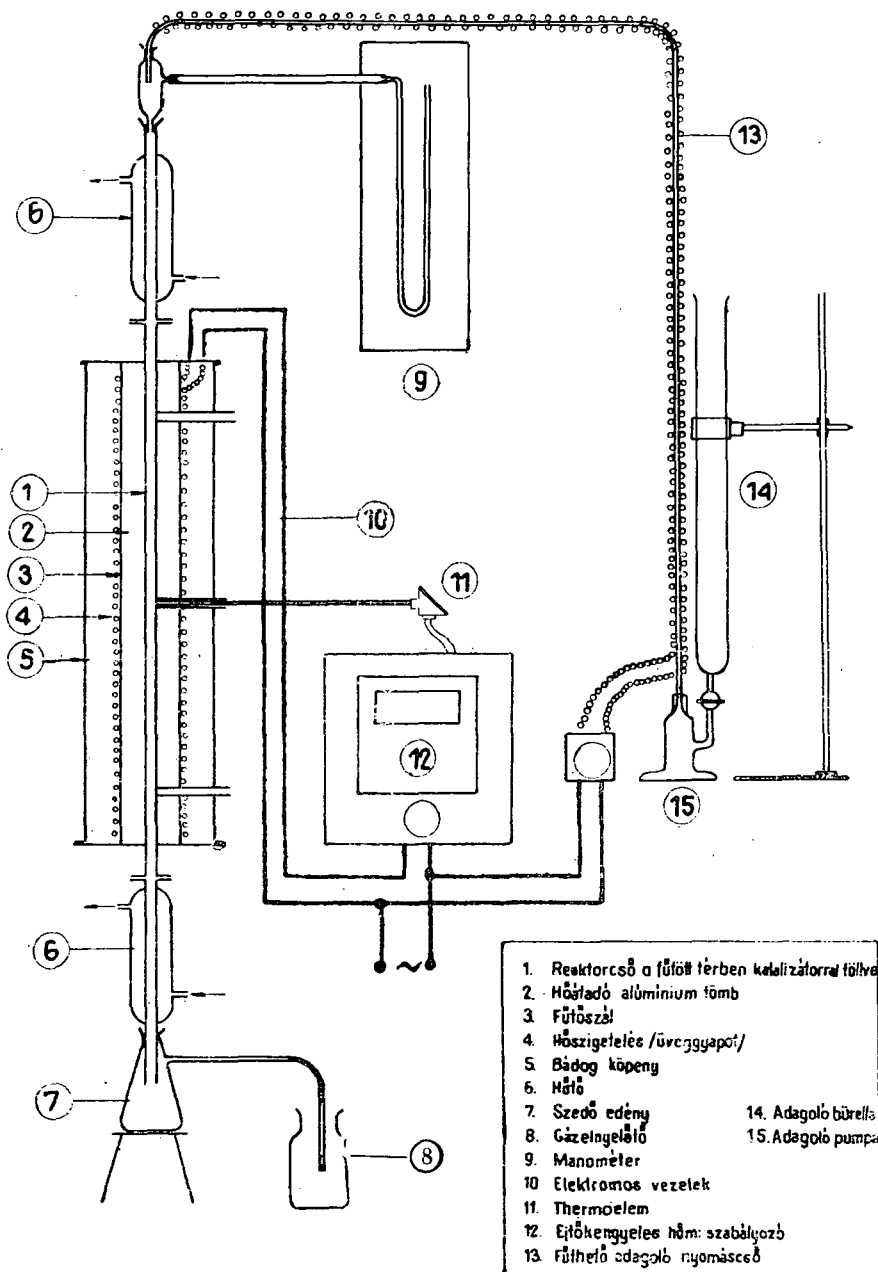 13
6
9
1
2
10
14
3
11
4
5
12
15
~
6
7
8
1. Reaktorcső a fűtött térben katalizátorral töltve
2. Hőátadó alumínium tömb
3. Fűtőszál
4. Hőszigetelés /üveggyapot/
5. Bádog köpeny
6. Hűtő
7. Szedő edény 14. Adagoló büretta
8. Gázelnyelető 15. Adagoló pumpa
9. Manométer
10 Elektromos vezeték
11. Thermoelem
12. Ejtőkengyeles hőm: szabályozó
13. Fűthető adagoló nyomáscső